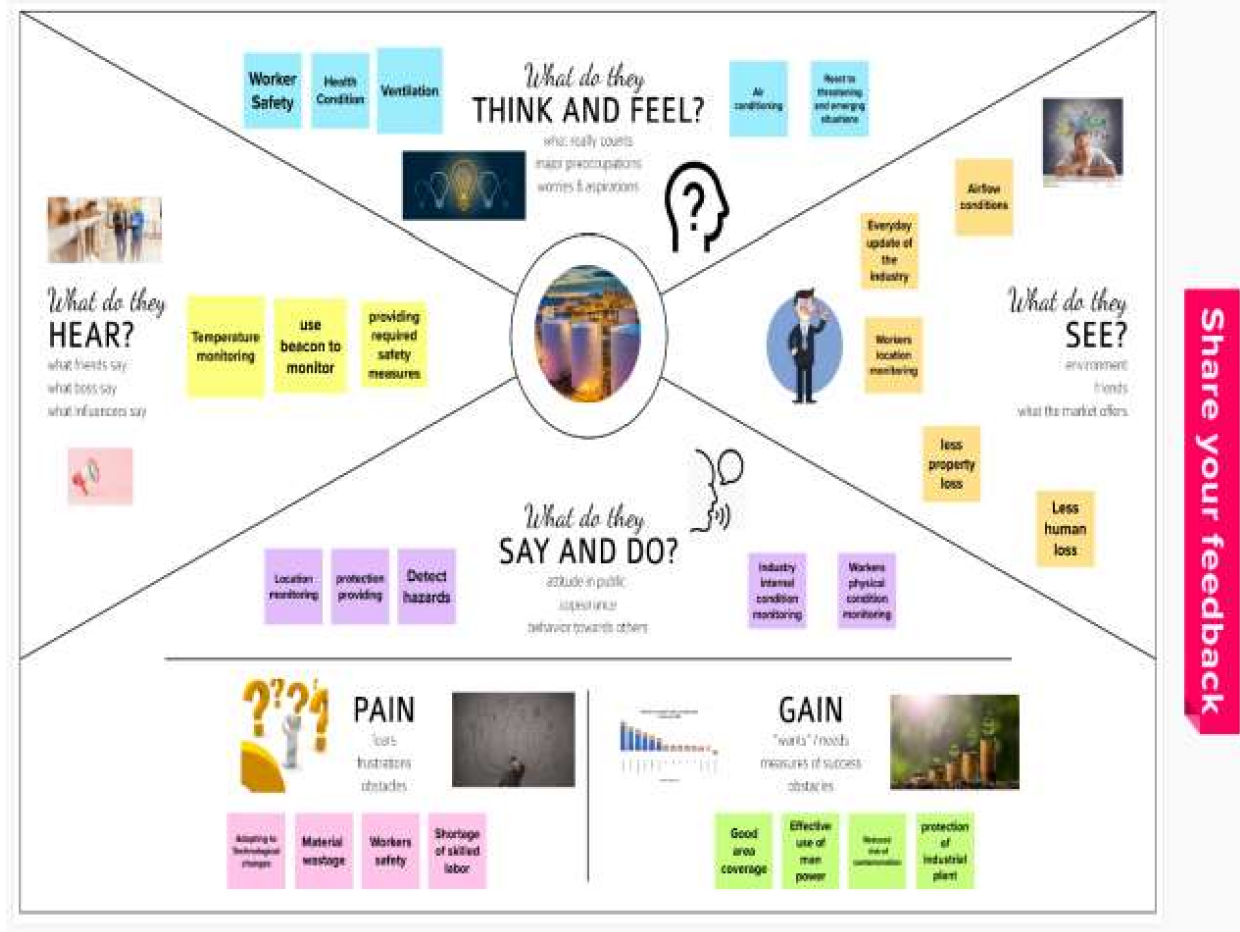 What do they
THINK AND FEEL?
what really counts
major preoccupations
worries & aspirations
Worker
Safety
Health
Condition
Ventilation
Air
conditioning
React to
threatening
and emerging
situations
What do they
HEAR?
what friends say
what boss say
what influencers say
Temperature
monitoring
use
beacon to
monitor
providing
required
safety
measures
What do they
SEE?
environment
friends
what the market offers
Airflow
conditions
Everyday
update of
the
industry
Workers
location
monitoring
less
property
loss
Less
human
loss
What do they
SAY AND DO?
attitude in public
appearance
behavior towards others
Location
monitoring
protection
providing
Detect
hazards
Industry
internal
condition
monitoring
Workers
physical
condition
monitoring
PAIN
fears
frustrations
obstacles
Adapting to
Technological
changes
Material
wastage
Workers
safety
Shortage
of skilled
labor
GAIN
"wants" / needs
measures of success
obstacles
Good
area
coverage
Effective
use of
man
power
Reduced
risk of
contamination
protection
of
industrial
plant
Share your feedback